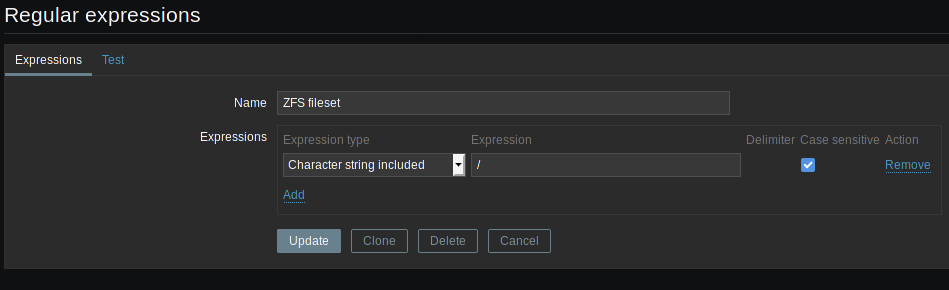 Regular expressions
Expressions Test
Name ZFS fileset
Expressions Expression type Expression Delimiter Case sensitive Action
Character string included / Remove
Add
Update Clone Delete Cancel